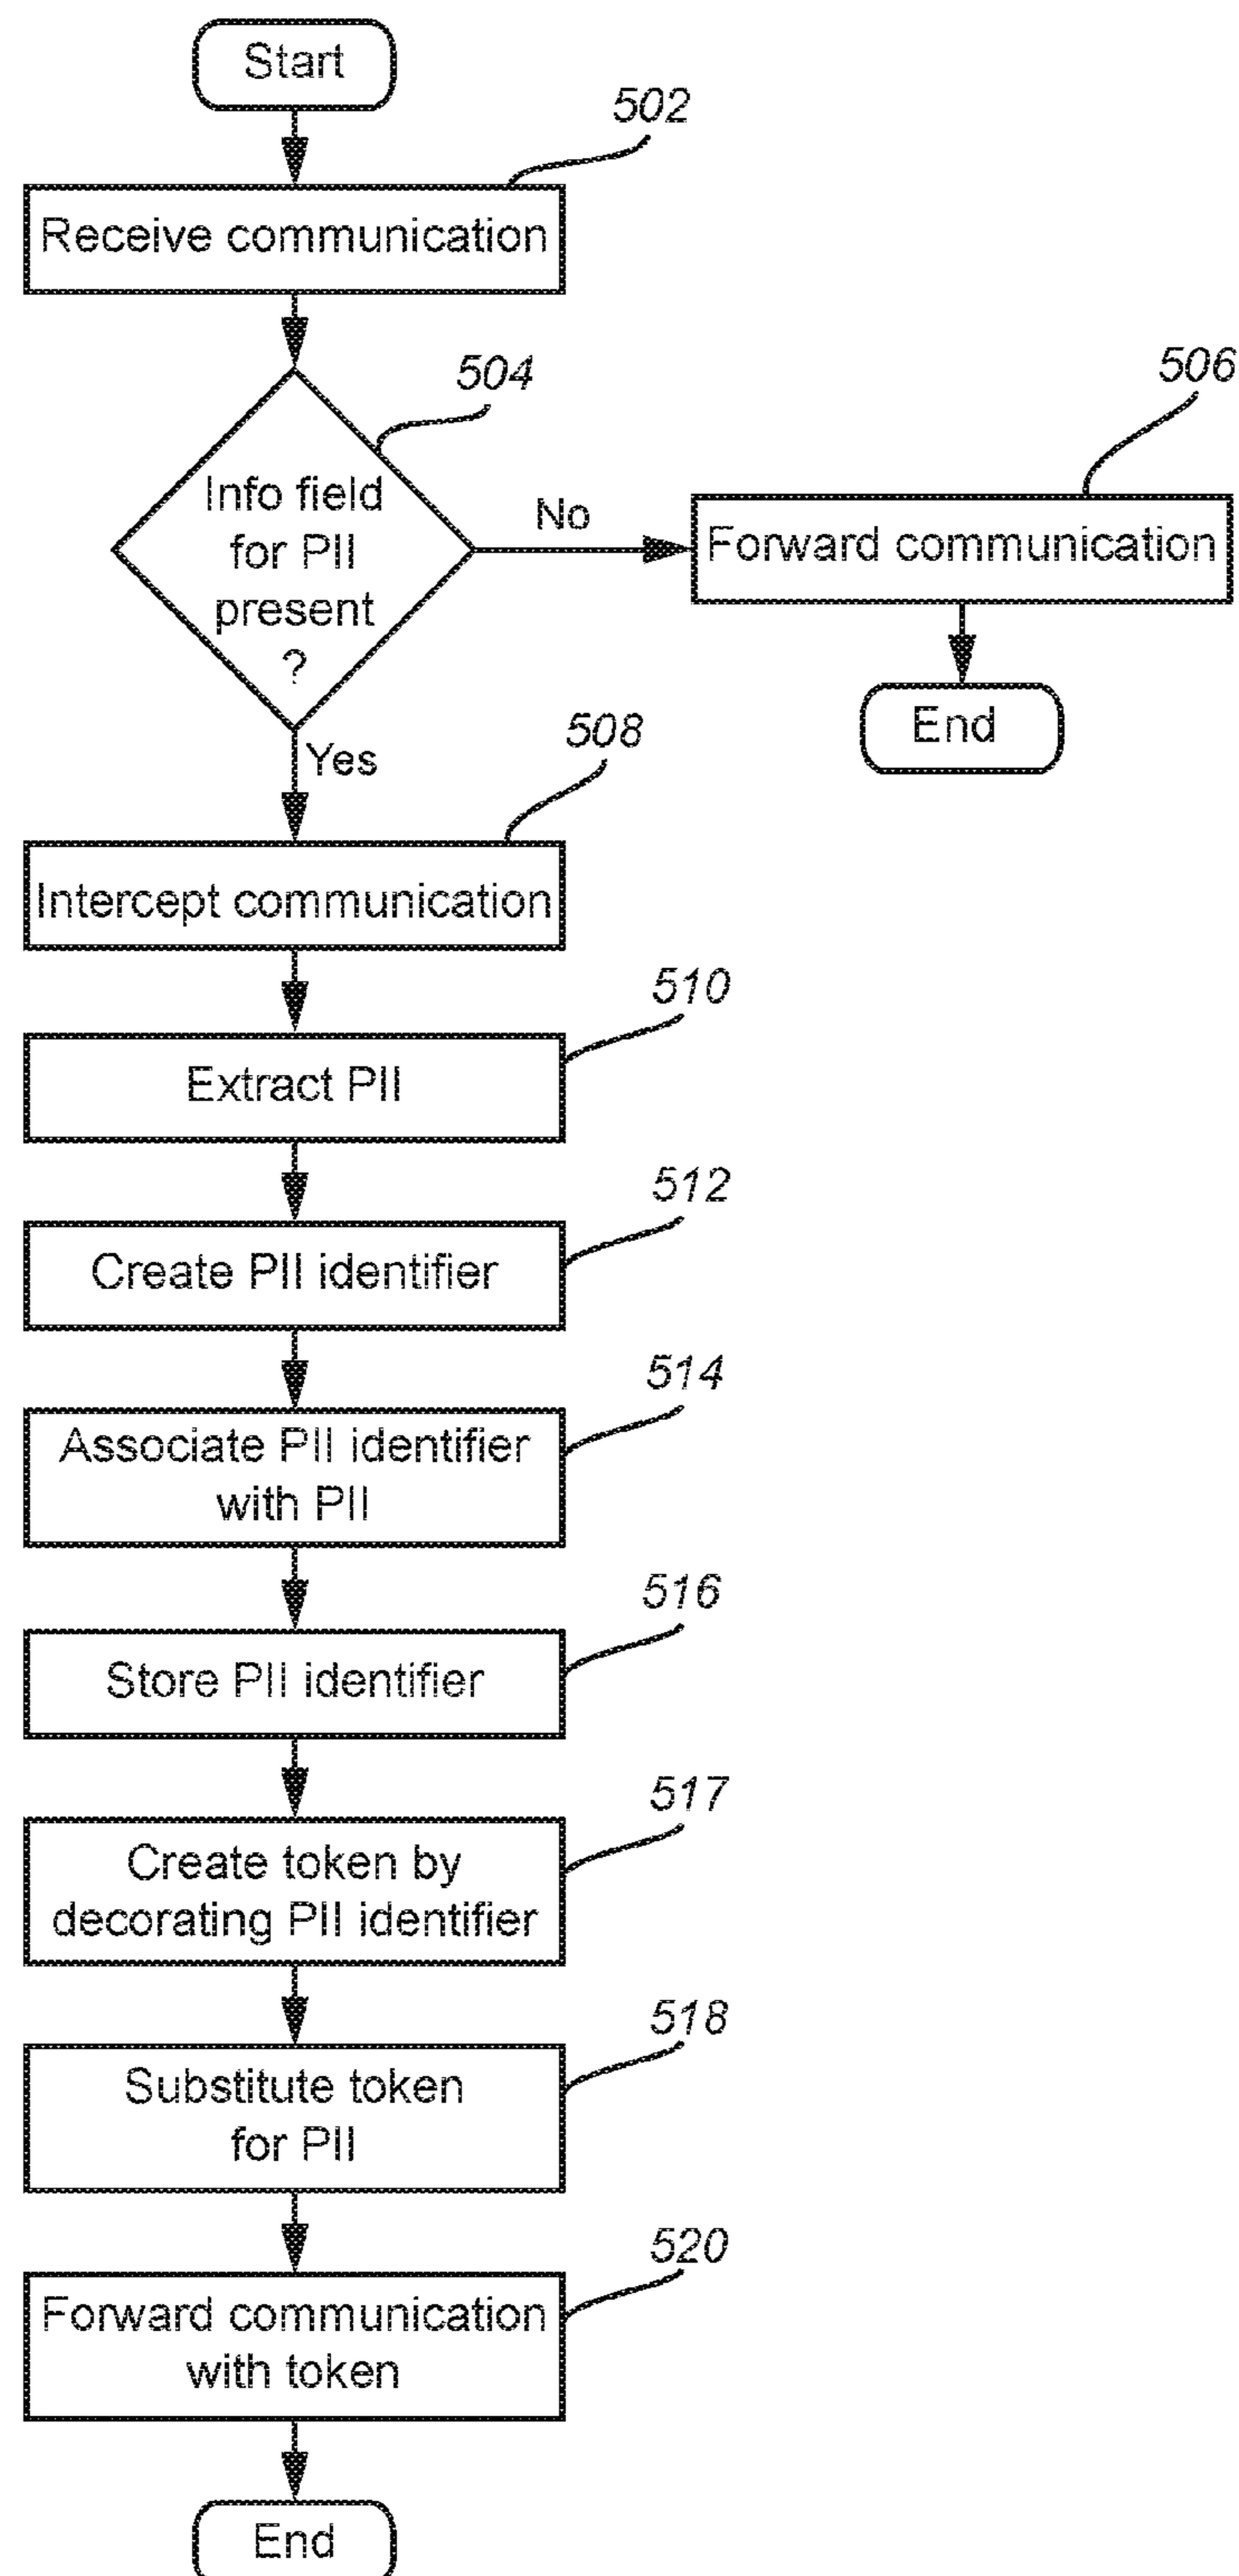 Start
502
Receive communication
504
506
Info field
for PII
present
?
No
Forward communication
End
Yes
508
Intercept communication
510
Extract PII
512
Create PII identifier
514
Associate PII identifier
with PII
516
Store PII identifier
517
Create token by
decorating PII identifier
518
Substitute token
for PII
520
Forward communication
with token
End